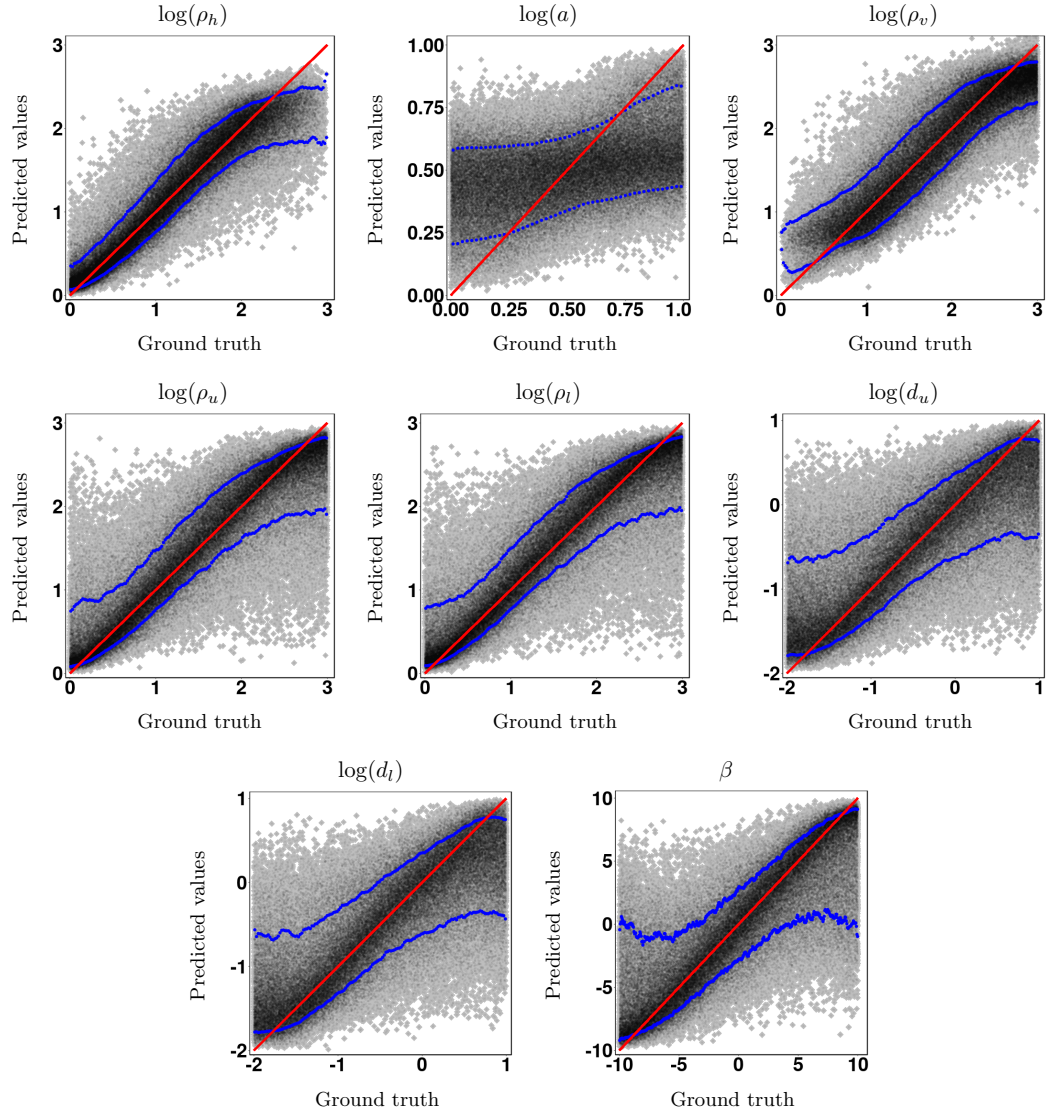 log(ρ_h) log(a) log(ρ_v)
Predicted values
3
2
1
0
0 1 2 3
Ground truth
Predicted values
1.00
0.75
0.50
0.25
0.00
0.00 0.25 0.50 0.75 1.0
Ground truth
Predicted values
3
2
1
0
0 1 2 3
Ground truth
log(ρ_u) log(ρ_l) log(d_u)
Predicted values
3
2
1
0
0 1 2 3
Ground truth
Predicted values
3
2
1
0
0 1 2 3
Ground truth
Predicted values
1
0
-1
-2
-2 -1 0 1
Ground truth
log(d_l) β
Predicted values
1
0
-1
-2
-2 -1 0 1
Ground truth
Predicted values
10
5
0
-5
-10
-10 -5 0 5 10
Ground truth